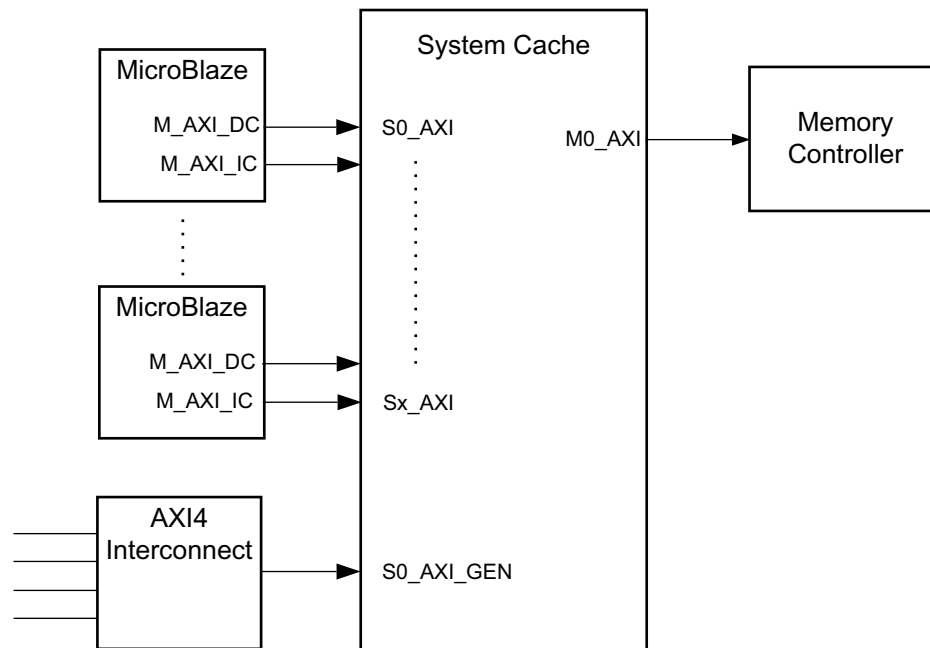 System Cache
MicroBlaze
M_AXI_DC
S0_AXI
M0_AXI
M_AXI_IC
Memory
Controller
MicroBlaze
M_AXI_DC
M_AXI_IC
Sx_AXI
AXI4
Interconnect
S0_AXI_GEN